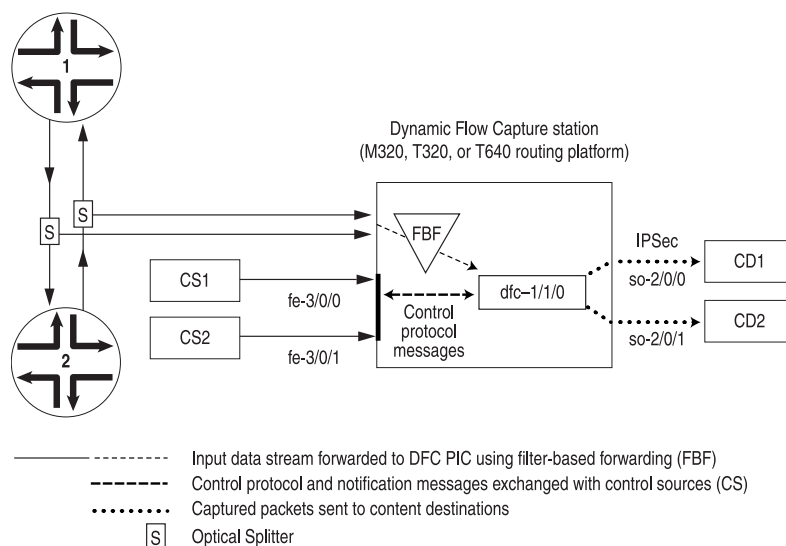 1
Dynamic Flow Capture station
(M320, T320, or T640 routing platform)
S
S
FBF
IPSec
CS1
CD1
fe-3/0/0
dfc–1/1/0
so-2/0/0
CS2
Control
protocol
messages
CD2
fe-3/0/1
so-2/0/1
2
Input data stream forwarded to DFC PIC using filter-based forwarding (FBF)
Control protocol and notification messages exchanged with control sources (CS)
Captured packets sent to content destinations
S Optical Splitter